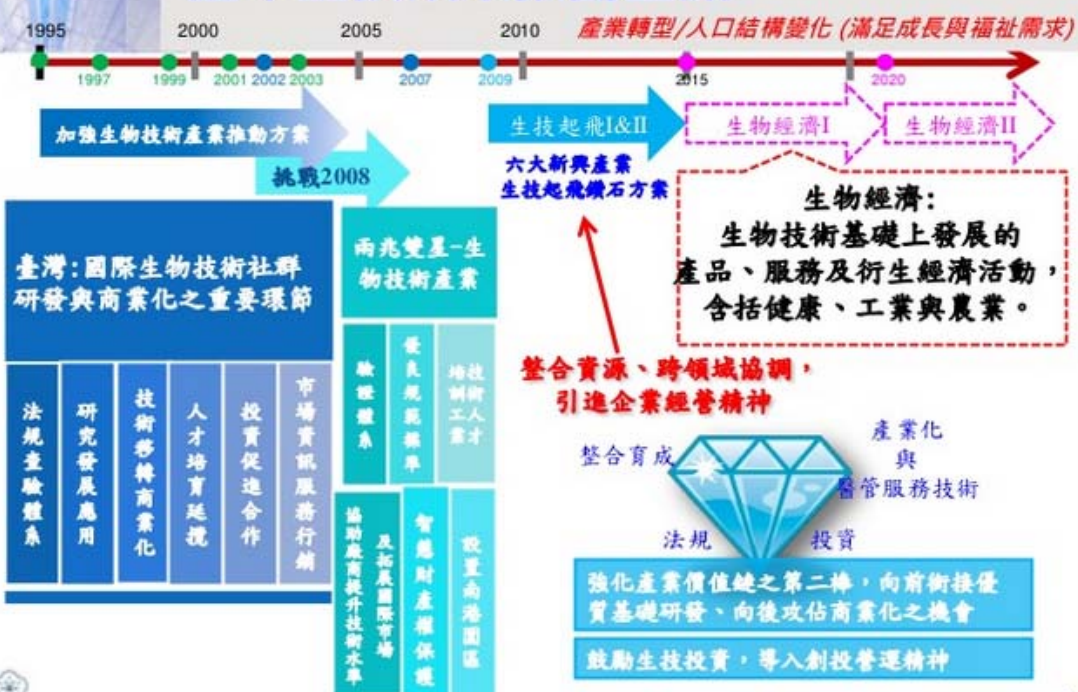 1995
2000
2005
2010
產業轉型/人口結構變化 (滿足成長與福祉需求)
1997
1999
2001
2002
2003
2007
2009
2015
2020
加強生物技術產業推動方案
挑戰2008
生技起飛I&II
生物經濟I
生物經濟II
六大新興產業
生技起飛鑽石方案
生物經濟:
生物技術基礎上發展的
產品、服務及衍生經濟活動,
含括健康、工業與農業。
臺灣:國際生物技術社群
研發與商業化之重要環節
兩兆雙星-生
物技術產業
法規查驗體系
研究發展應用
技術移轉商業化
人才培育延攬
投資促進合作
市場資訊服務行銷
驗證體系
優良規範標準
技術人才
培訓工業
協助廠商提升技術水準
及拓展國際市場
智慧財產權保護
設置南港園區
整合資源、跨領域協調,
引進企業經營精神
整合育成
產業化
與
醫管服務技術
法規
投資
強化產業價值鏈之第二棒,向前銜接優
質基礎研發、向後攻佔商業化之機會
鼓勵生技投資,導入創投營運精神